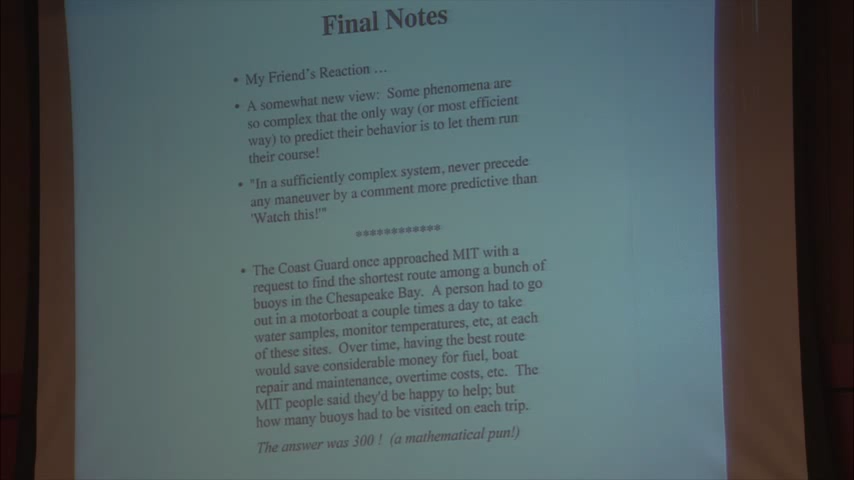 Final Notes
• My Friend's Reaction …
• A somewhat new view: Some phenomena are
so complex that the only way (or most efficient
way) to predict their behavior is to let them run
their course!
• "In a sufficiently complex system, never precede
any maneuver by a comment more predictive than
'Watch this!'"
************
• The Coast Guard once approached MIT with a
request to find the shortest route among a bunch of
buoys in the Chesapeake Bay. A person had to go
out in a motorboat a couple times a day to take
water samples, monitor temperatures, etc, at each
of these sites. Over time, having the best route
would save considerable money for fuel, boat
repair and maintenance, overtime costs, etc. The
MIT people said they'd be happy to help; but
how many buoys had to be visited on each trip.
The answer was 300 ! (a mathematical pun!)